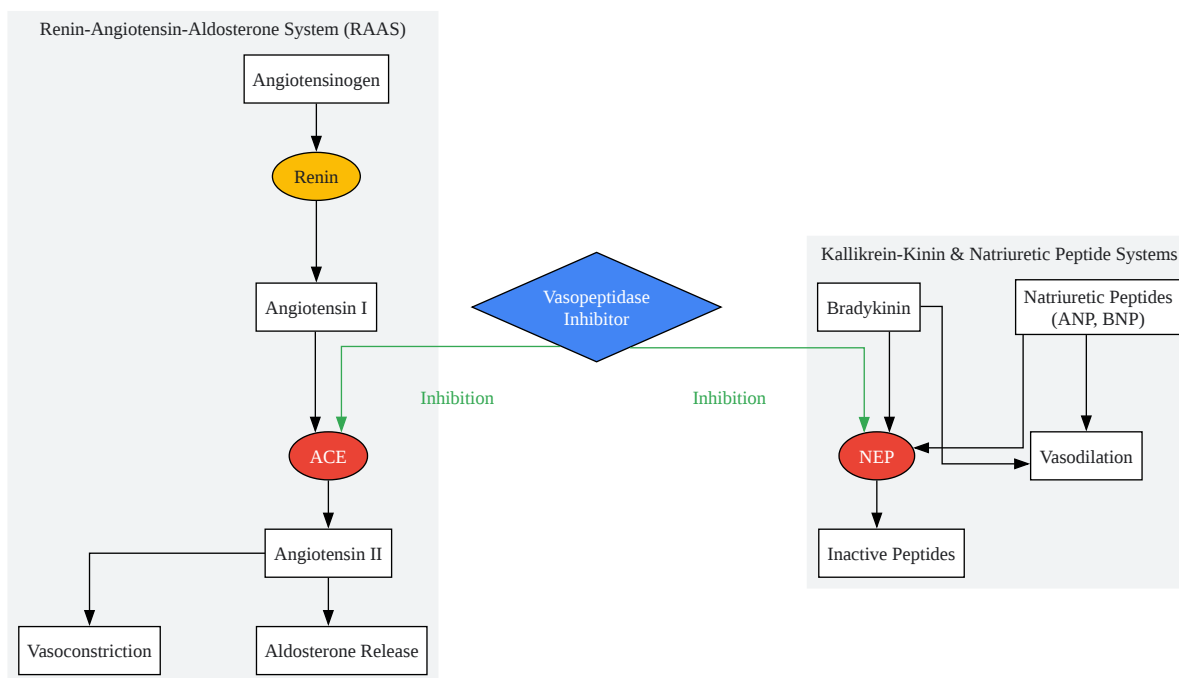 Renin-Angiotensin-Aldosterone System (RAAS)
Angiotensinogen
Renin
Angiotensin I
ACE
Angiotensin II
Vasoconstriction
Aldosterone Release
Vasopeptidase
Inhibitor
Inhibition
Inhibition
Kallikrein-Kinin & Natriuretic Peptide Systems
Bradykinin
Natriuretic Peptides
(ANP, BNP)
NEP
Vasodilation
Inactive Peptides